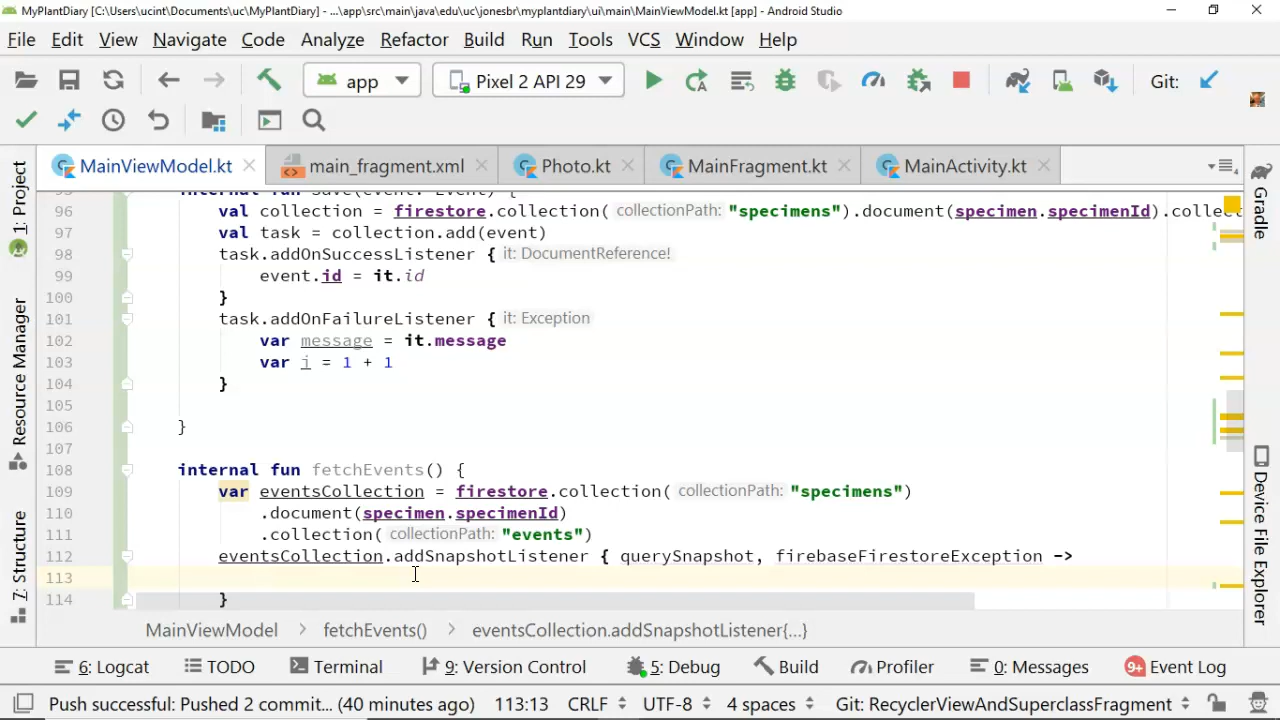 MyPlantDiary [C:\Users\ucint\Documents\uc\MyPlantDiary] - ...\app\src\main\java\edu\uc\jonesbr\myplantdiary\ui\main\MainViewModel.kt [app] - Android Studio
File Edit View Navigate Code Analyze Refactor Build Run Tools VCS Window Help
app Pixel 2 API 29 Git:
MainViewModel.kt main_fragment.xml Photo.kt MainFragment.kt MainActivity.kt
95 internal fun save(event: Event) {
96 val collection = firestore.collection( collectionPath: "specimens").document(specimen.specimenId).collec
97 val task = collection.add(event)
98 task.addOnSuccessListener { it: DocumentReference!
99 event.id = it.id
100 }
101 task.addOnFailureListener { it: Exception
102 var message = it.message
103 var i = 1 + 1
104 }
105
106 }
107
108 internal fun fetchEvents() {
109 var eventsCollection = firestore.collection( collectionPath: "specimens")
110 .document(specimen.specimenId)
111 .collection( collectionPath: "events")
112 eventsCollection.addSnapshotListener { querySnapshot, firebaseFirestoreException ->
113
114 }
MainViewModel > fetchEvents() > eventsCollection.addSnapshotListener{...}
6: Logcat TODO Terminal 9: Version Control 5: Debug Build Profiler 0: Messages 9+ Event Log
Push successful: Pushed 2 commit... (40 minutes ago) 113:13 CRLF UTF-8 4 spaces Git: RecyclerViewAndSuperclassFragment
1: Project
Resource Manager
7: Structure
Gradle
Device File Explorer